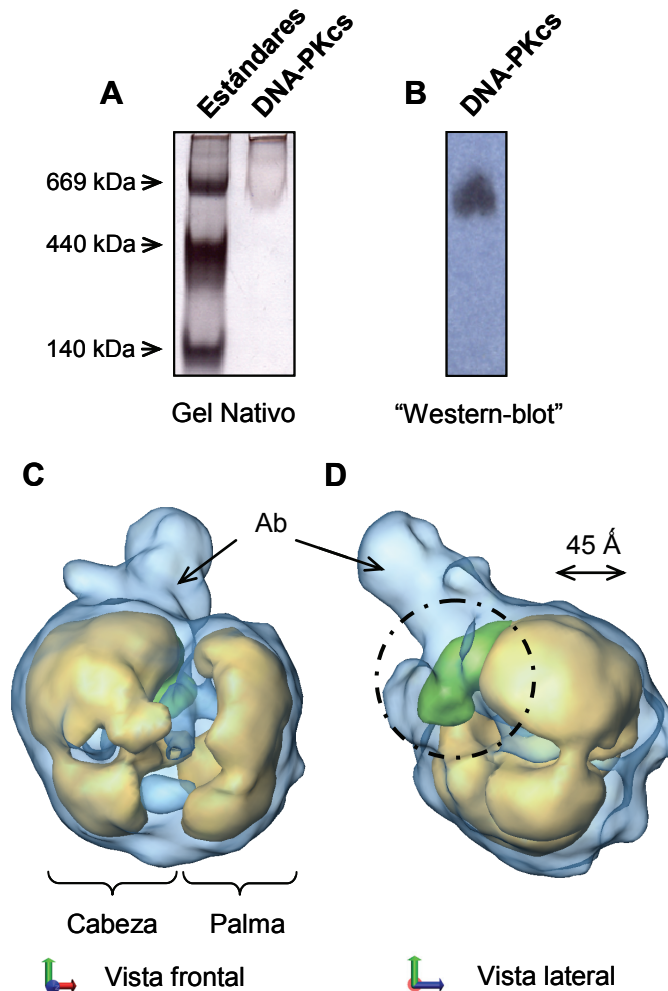 A
Estándares
DNA-PKcs
B
DNA-PKcs
669 kDa
440 kDa
140 kDa
Gel Nativo
“Western-blot”
C
D
Ab
45 Å
Cabeza
Palma
Vista frontal
Vista lateral